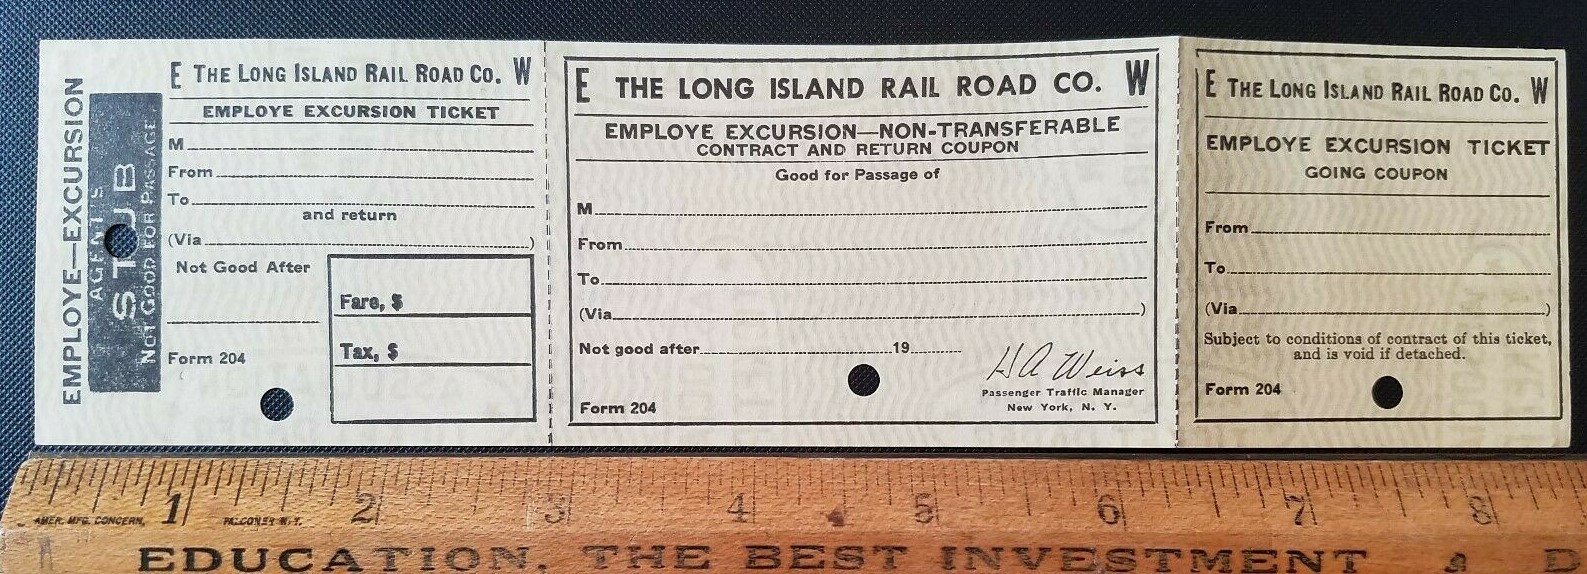 EMPLOYE—EXCURSION
AGENT'S
STUB
NOT GOOD FOR PASSAGE
E THE LONG ISLAND RAIL ROAD CO. W
EMPLOYE EXCURSION TICKET
M
From
To
and return
(Via )
Not Good After
Fare, $
Tax, $
Form 204
E THE LONG ISLAND RAIL ROAD CO. W
EMPLOYE EXCURSION—NON-TRANSFERABLE
CONTRACT AND RETURN COUPON
Good for Passage of
M
From
To
(Via )
Not good after 19
H A Weiss
Passenger Traffic Manager
New York, N. Y.
Form 204
E THE LONG ISLAND RAIL ROAD CO. W
EMPLOYE EXCURSION TICKET
GOING COUPON
From
To
(Via )
Subject to conditions of contract of this ticket,
and is void if detached.
Form 204
1 2 3 4 5 6 7 8
AMER. MFG. CONCERN, FALCONER N.Y.
EDUCATION, THE BEST INVESTMENT